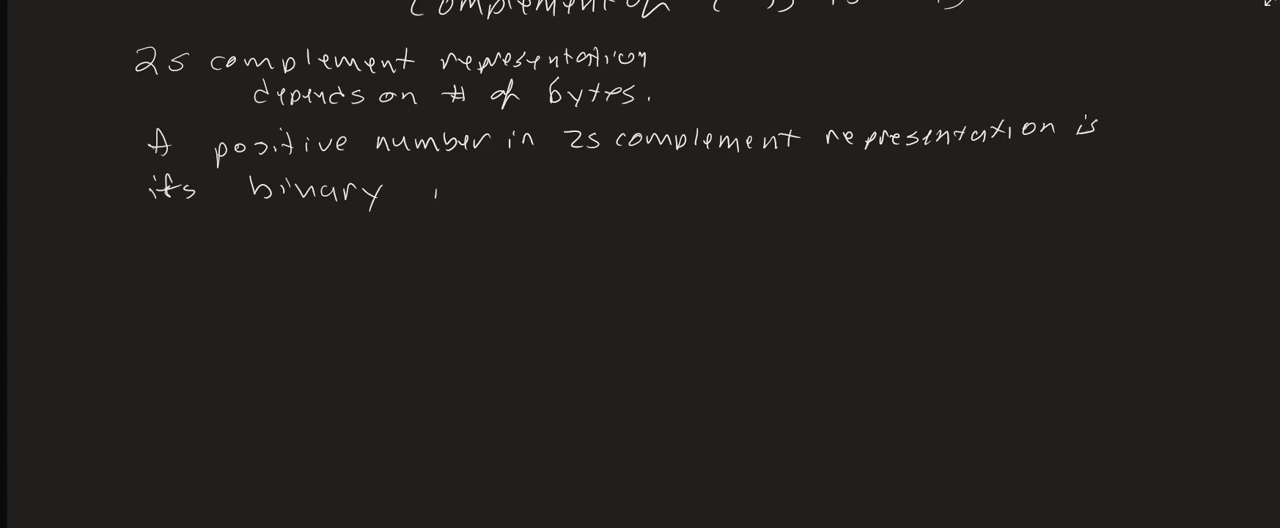 2s complement representation
depends on # of bytes.
A positive number in 2s complement representation is
its binary